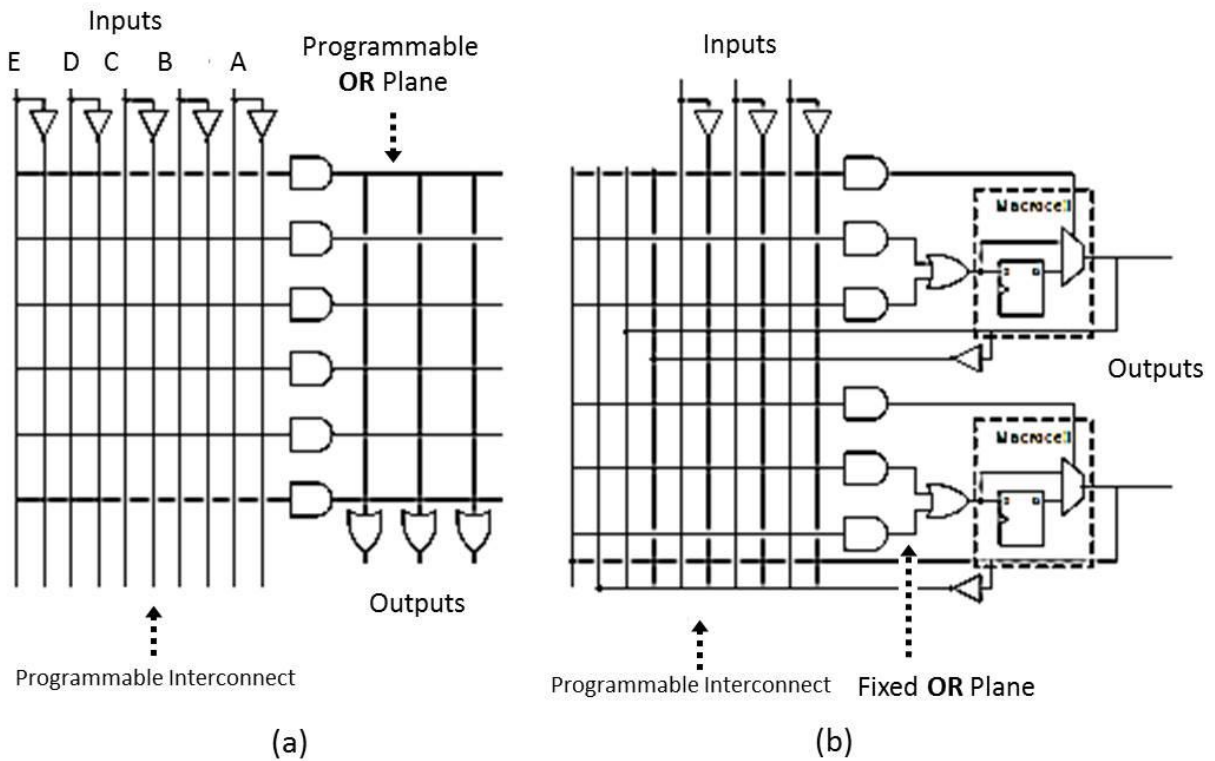 Inputs
E D C B A
Programmable
OR Plane
Outputs
Programmable Interconnect
(a)
Inputs
Macrocell
Outputs
Macrocell
Programmable Interconnect
Fixed OR Plane
(b)